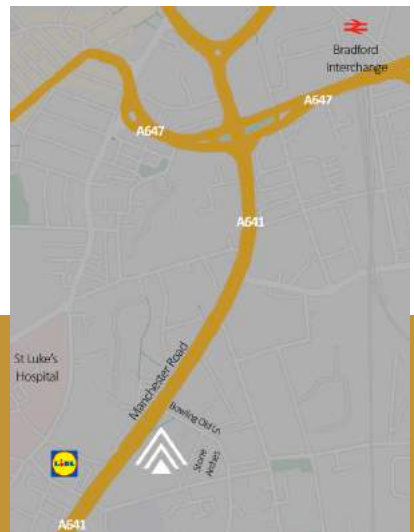 Bradford
Interchange
A647
A647
A641
Manchester Road
St Luke's
Hospital
Bowling Old Ln.
Stone
Arches
LiDL
A641